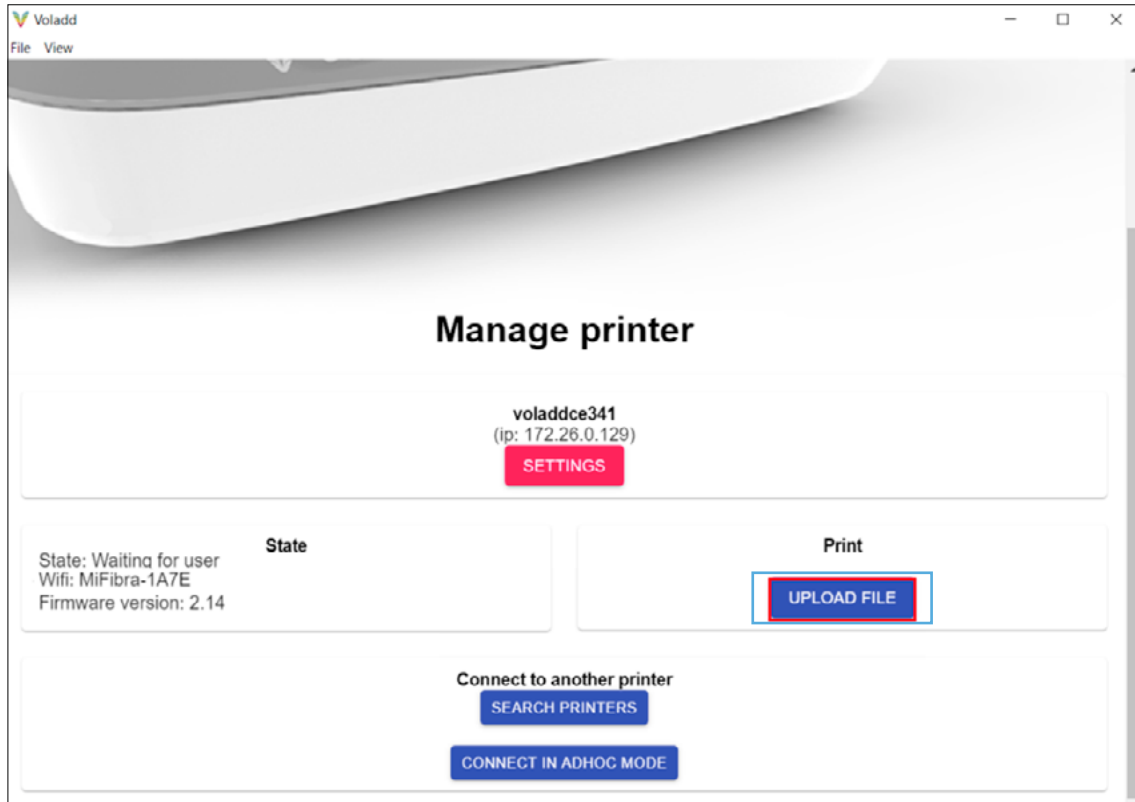 Voladd
File View
Manage printer
voladdce341
(ip: 172.26.0.129)
SETTINGS
State
State: Waiting for user
Wifi: MiFibra-1A7E
Firmware version: 2.14
Print
UPLOAD FILE
Connect to another printer
SEARCH PRINTERS
CONNECT IN ADHOC MODE